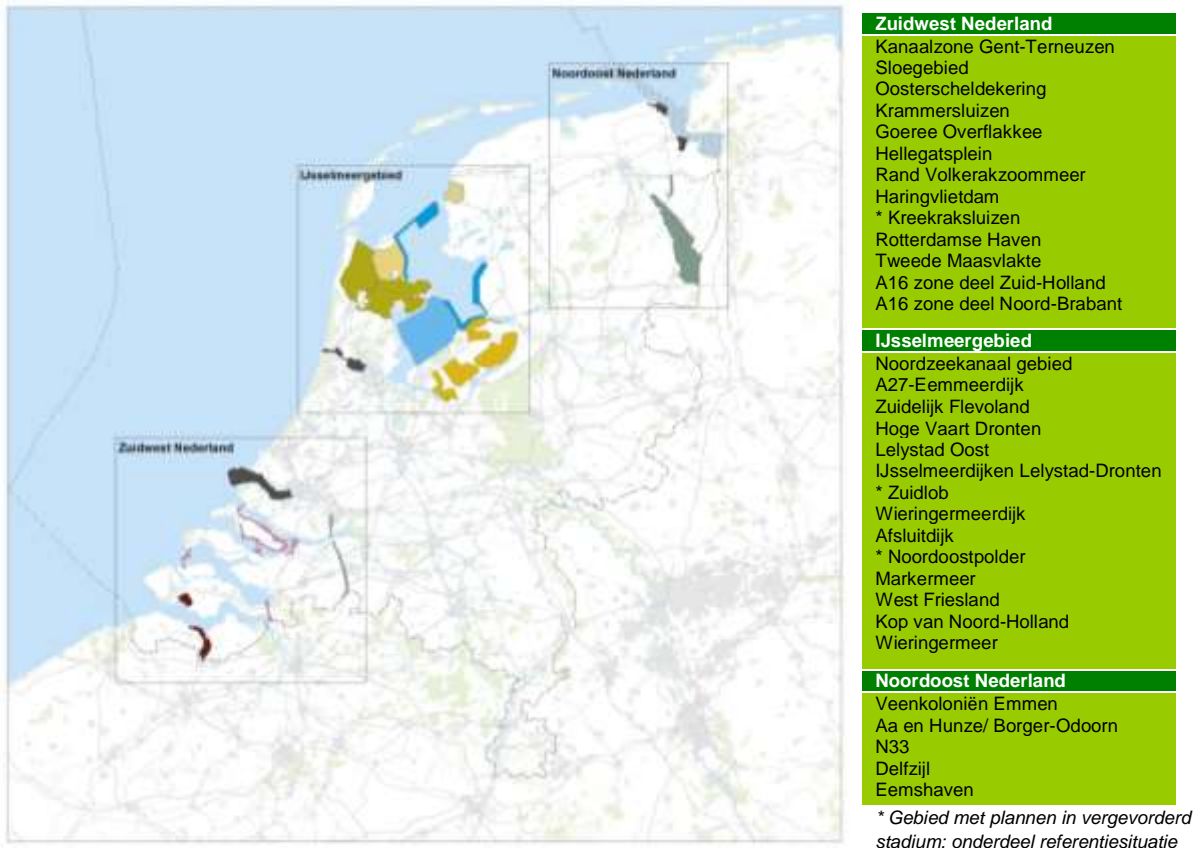 Noordoost Nederland
IJsselmeergebied
Zuidwest Nederland
Zuidwest Nederland
Kanaalzone Gent-Terneuzen
Sloegebied
Oosterscheldekering
Krammersluizen
Goeree Overflakkee
Hellegatsplein
Rand Volkerakzoommeer
Haringvlietdam
* Kreekraksluizen
Rotterdamse Haven
Tweede Maasvlakte
A16 zone deel Zuid-Holland
A16 zone deel Noord-Brabant
IJsselmeergebied
Noordzeekanaal gebied
A27-Eemmeerdijk
Zuidelijk Flevoland
Hoge Vaart Dronten
Lelystad Oost
IJsselmeerdijken Lelystad-Dronten
* Zuidlob
Wieringermeerdijk
Afsluitdijk
* Noordoostpolder
Markermeer
West Friesland
Kop van Noord-Holland
Wieringermeer
Noordoost Nederland
Veenkoloniën Emmen
Aa en Hunze/ Borger-Odoorn
N33
Delfzijl
Eemshaven
* Gebied met plannen in vergevorderd
stadium: onderdeel referentiesituatie